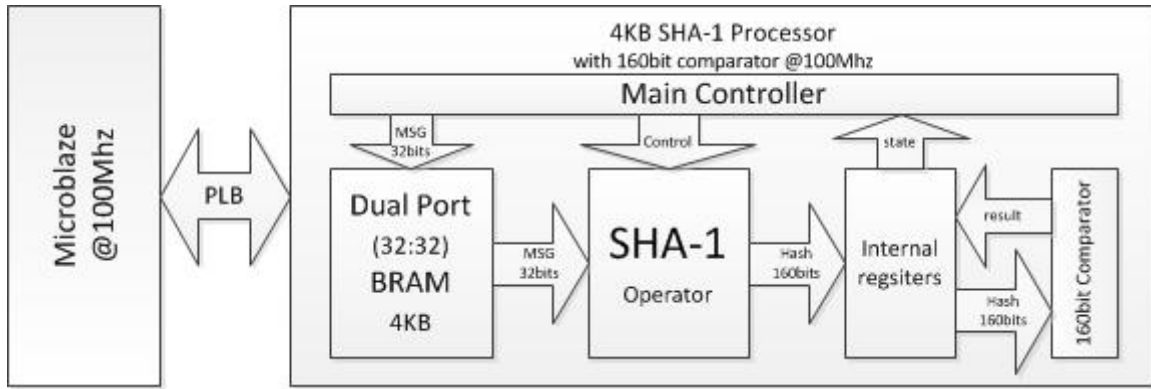 4KB SHA-1 Processor
with 160bit comparator @100Mhz
Main Controller
Microblaze
@100Mhz
PLB
MSG
32bits
Control
state
Dual Port
(32:32)
BRAM
4KB
MSG
32bits
SHA-1
Operator
Hash
160bits
Internal
regsiters
result
Hash
160bits
160bit Comparator